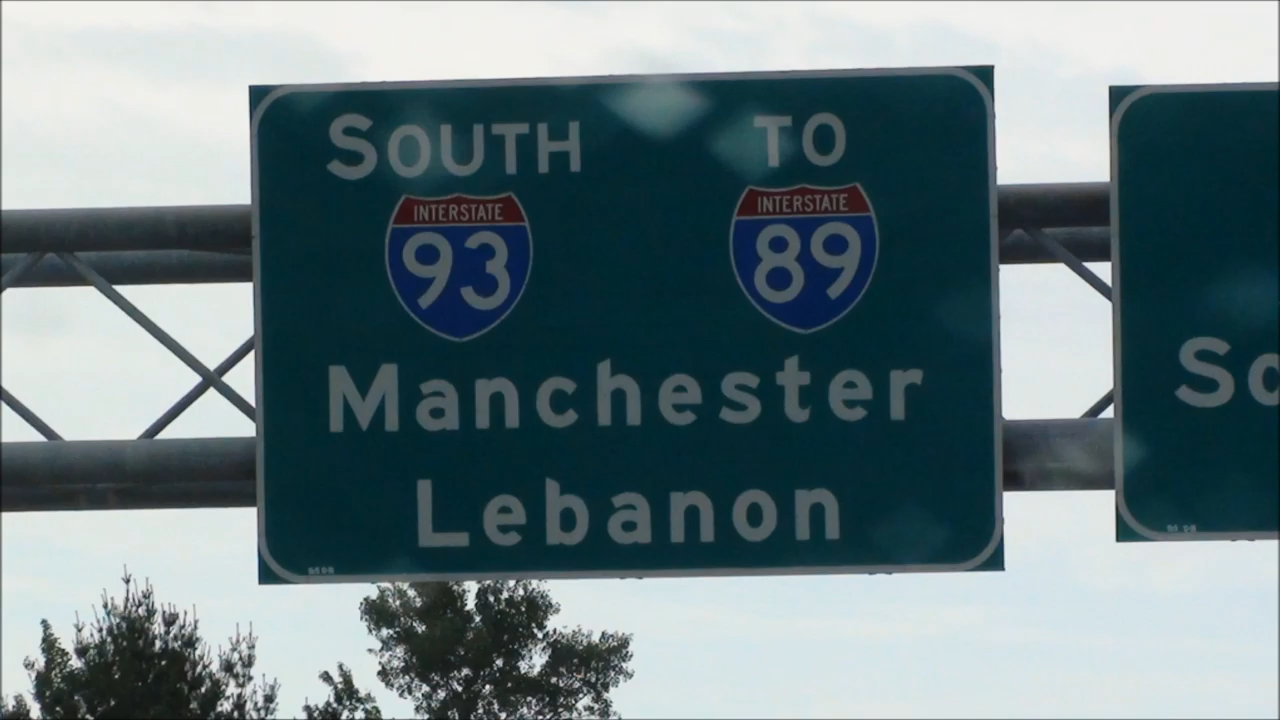 SOUTH TO
INTERSTATE INTERSTATE
93 89
Manchester
Lebanon